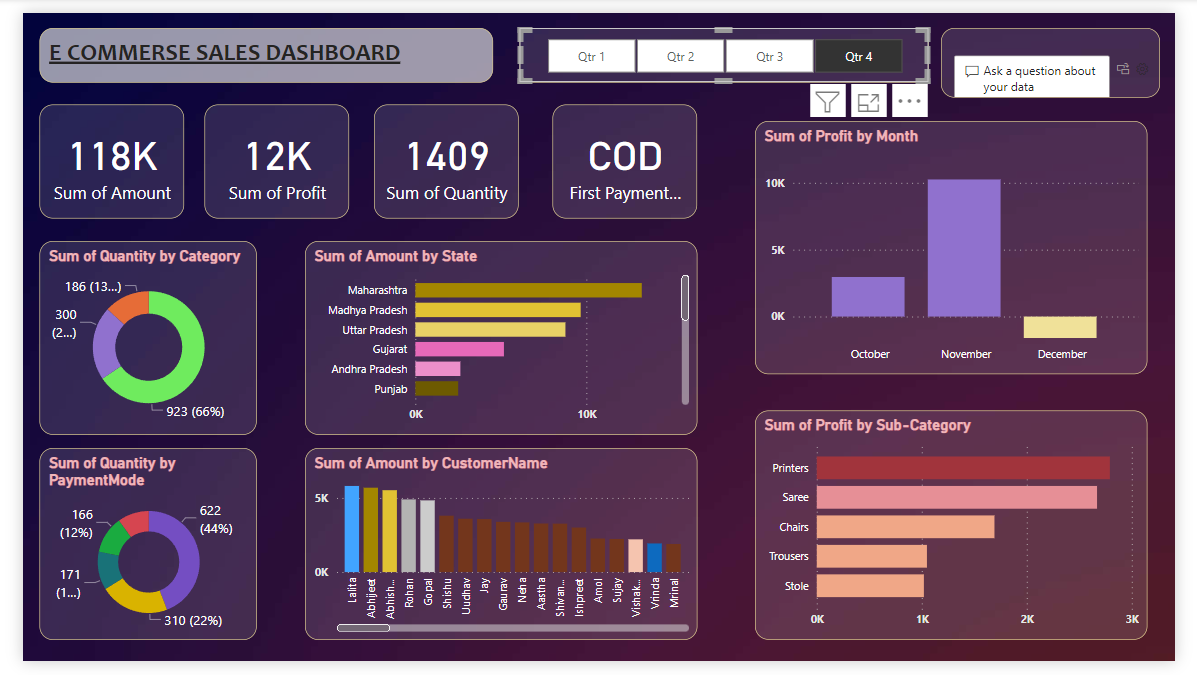 E COMMERSE SALES DASHBOARD
Qtr 1
Qtr 2
Qtr 3
Qtr 4
Ask a question about
your data
118K
Sum of Amount
12K
Sum of Profit
1409
Sum of Quantity
COD
First Payment...
Sum of Profit by Month
10K
5K
0K
October
November
December
Sum of Quantity by Category
186 (13...)
300
(2...)
923 (66%)
Sum of Amount by State
Maharashtra
Madhya Pradesh
Uttar Pradesh
Gujarat
Andhra Pradesh
Punjab
0K
10K
Sum of Quantity by
PaymentMode
166
(12%)
622
(44%)
171
(1...)
310 (22%)
Sum of Amount by CustomerName
5K
0K
Lalita
Abhijeet
Abhish...
Rohan
Gopal
Shishu
Uudhav
Jay
Gaurav
Neha
Aastha
Shivan...
Ishpreet
Amol
Sujay
Vishak...
Vrinda
Mrinal
Sum of Profit by Sub-Category
Printers
Saree
Chairs
Trousers
Stole
0K
1K
2K
3K